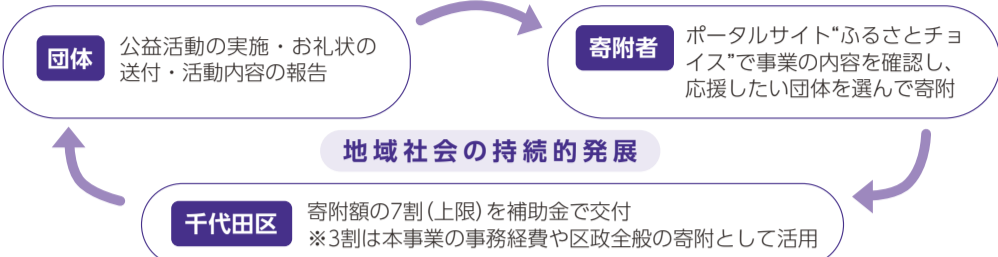 団体
公益活動の実施・お礼状の
送付・活動内容の報告
寄附者
ポータルサイト“ふるさとチョ
イス”で事業の内容を確認し、
応援したい団体を選んで寄附
地域社会の持続的発展
千代田区
寄附額の7割（上限）を補助金で交付
※3割は本事業の事務経費や区政全般の寄附として活用